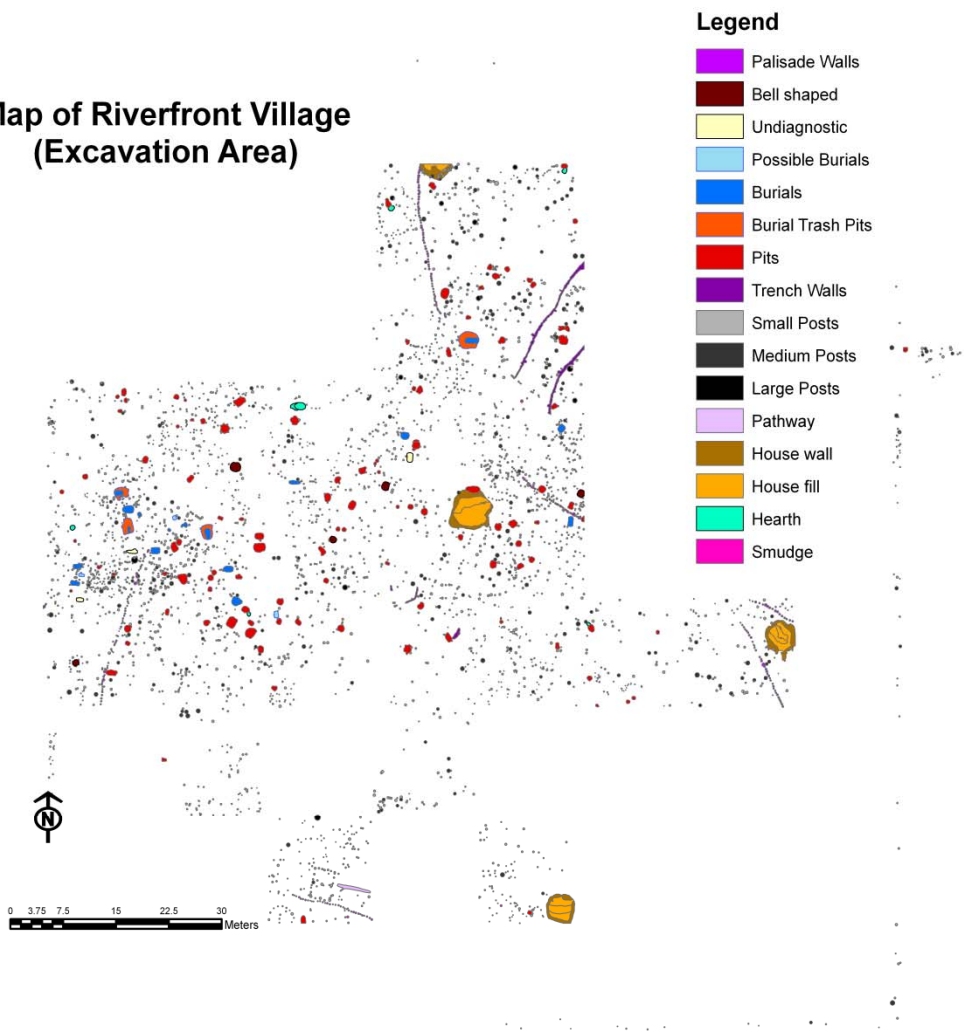 Map of Riverfront Village
(Excavation Area)
Legend
Palisade Walls
Bell shaped
Undiagnostic
Possible Burials
Burials
Burial Trash Pits
Pits
Trench Walls
Small Posts
Medium Posts
Large Posts
Pathway
House wall
House fill
Hearth
Smudge
N
0 3.75 7.5 15 22.5 30
Meters